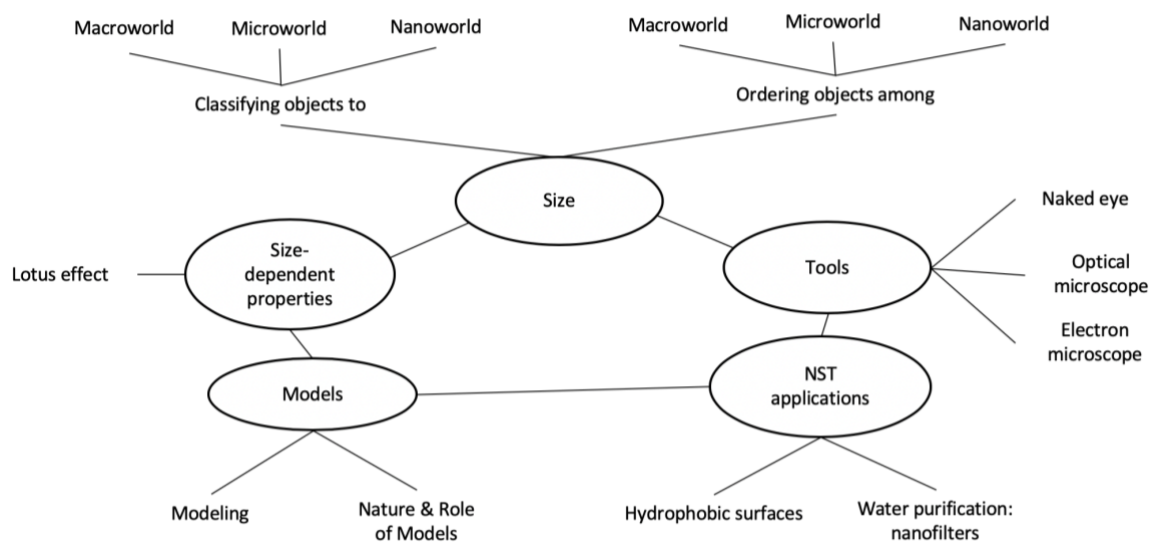 Macroworld
Microworld
Nanoworld
Macroworld
Microworld
Nanoworld
Classifying objects to
Ordering objects among
Size
Size-
dependent
properties
Lotus effect
Tools
Naked eye
Optical
microscope
Electron
microscope
Models
NST
applications
Modeling
Nature & Role
of Models
Hydrophobic surfaces
Water purification:
nanofilters